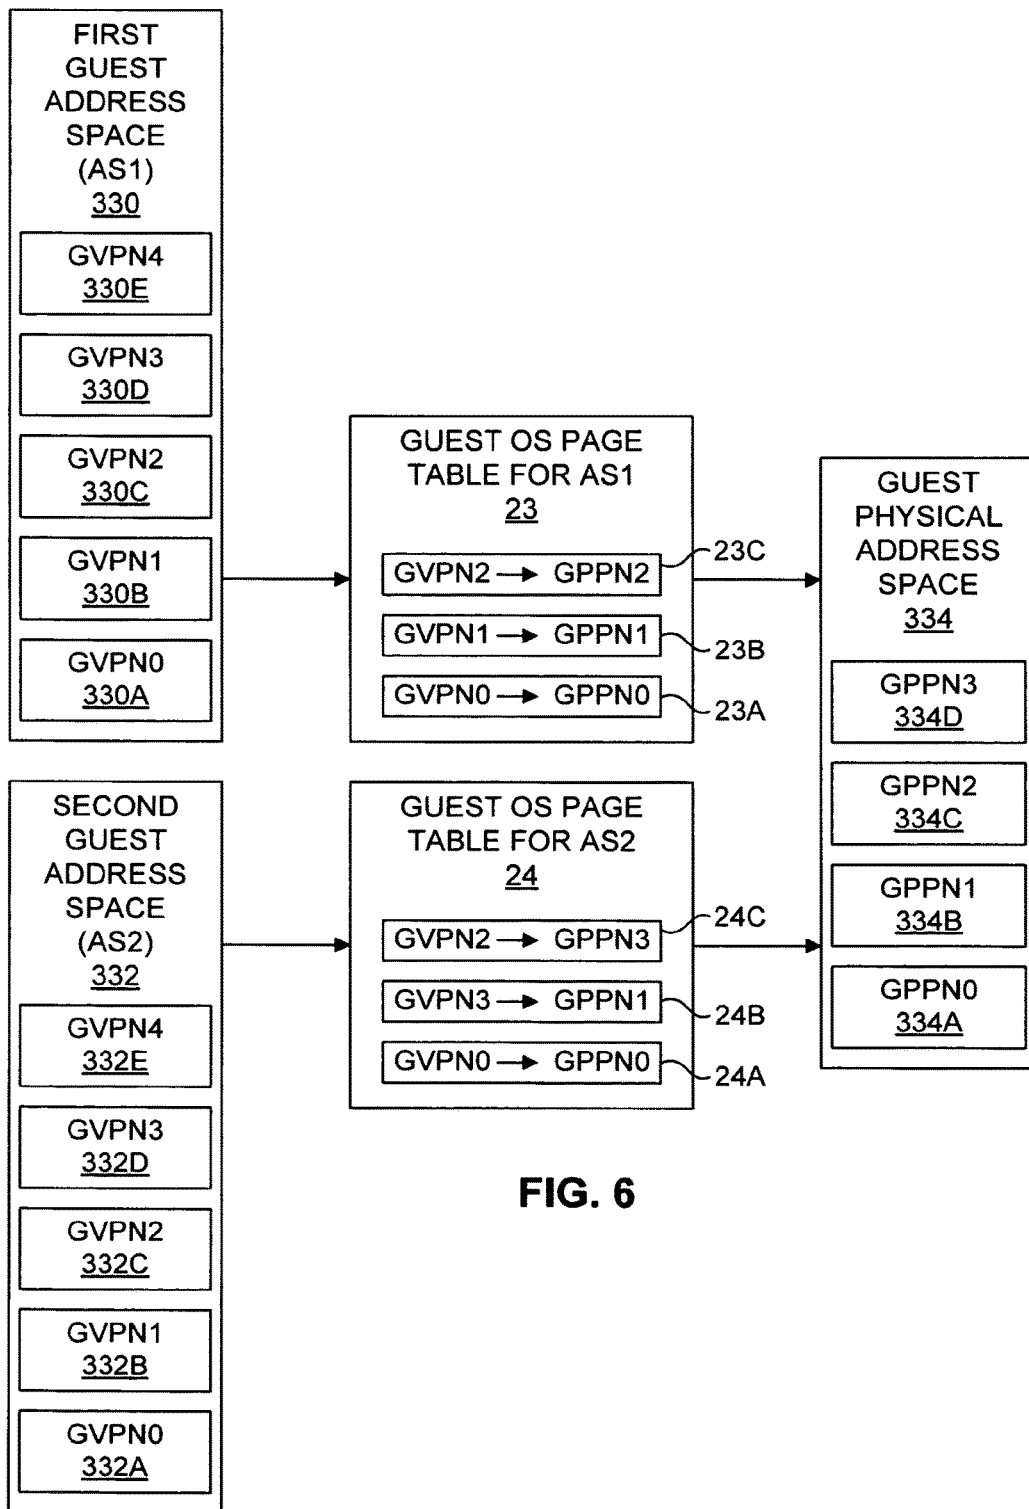 FIRST
GUEST
ADDRESS
SPACE
(AS1)
330
GVPN4
330E
GVPN3
330D
GVPN2
330C
GVPN1
330B
GVPN0
330A
GUEST OS PAGE
TABLE FOR AS1
23
GVPN2 → GPPN2
23C
GVPN1 → GPPN1
23B
GVPN0 → GPPN0
23A
SECOND
GUEST
ADDRESS
SPACE
(AS2)
332
GVPN4
332E
GVPN3
332D
GVPN2
332C
GVPN1
332B
GVPN0
332A
GUEST OS PAGE
TABLE FOR AS2
24
GVPN2 → GPPN3
24C
GVPN3 → GPPN1
24B
GVPN0 → GPPN0
24A
GUEST
PHYSICAL
ADDRESS
SPACE
334
GPPN3
334D
GPPN2
334C
GPPN1
334B
GPPN0
334A
FIG. 6